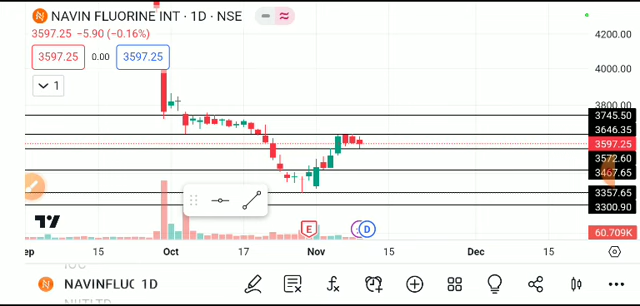 NAVIN FLUORINE INT · 1D · NSE
3597.25 −5.90 (−0.16%)
3597.25 0.00 3597.25
1
4200.00
4000.00
3800.00
3745.50
3646.35
3597.25
3572.60
3467.65
3357.65
3300.90
60.709K
E D
15 Oct 17 Nov 15 Dec 15
NAVINFLUC 1D